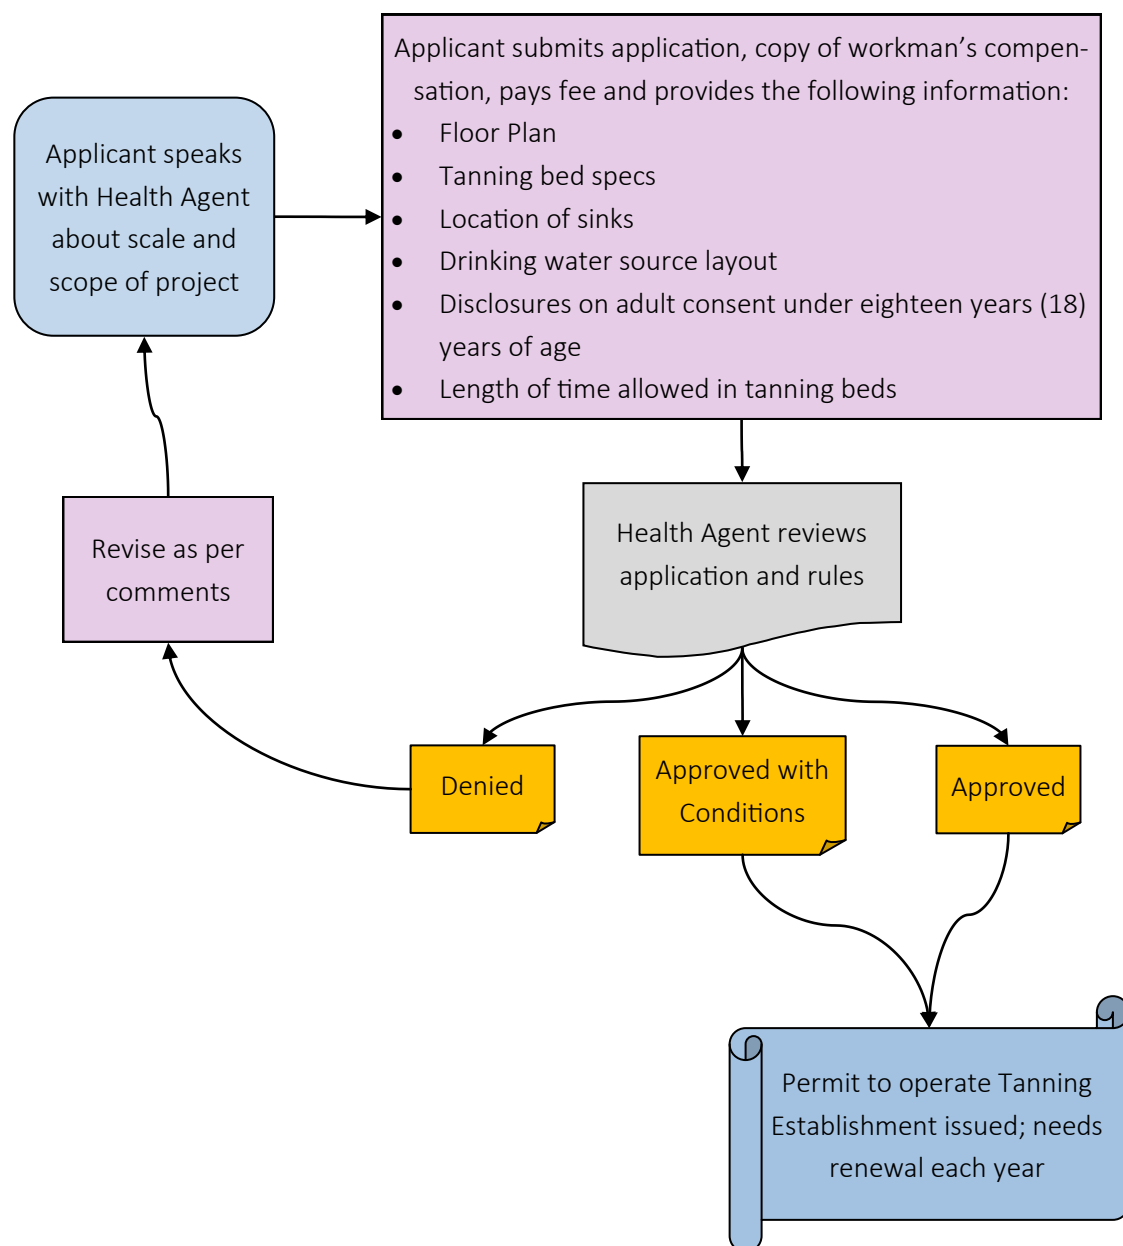 Applicant speaks
with Health Agent
about scale and
scope of project
Applicant submits application, copy of workman’s compen-
sation, pays fee and provides the following information:
• Floor Plan
• Tanning bed specs
• Location of sinks
• Drinking water source layout
• Disclosures on adult consent under eighteen years (18)
years of age
• Length of time allowed in tanning beds
Health Agent reviews
application and rules
Revise as per
comments
Denied
Approved with
Conditions
Approved
Permit to operate Tanning
Establishment issued; needs
renewal each year